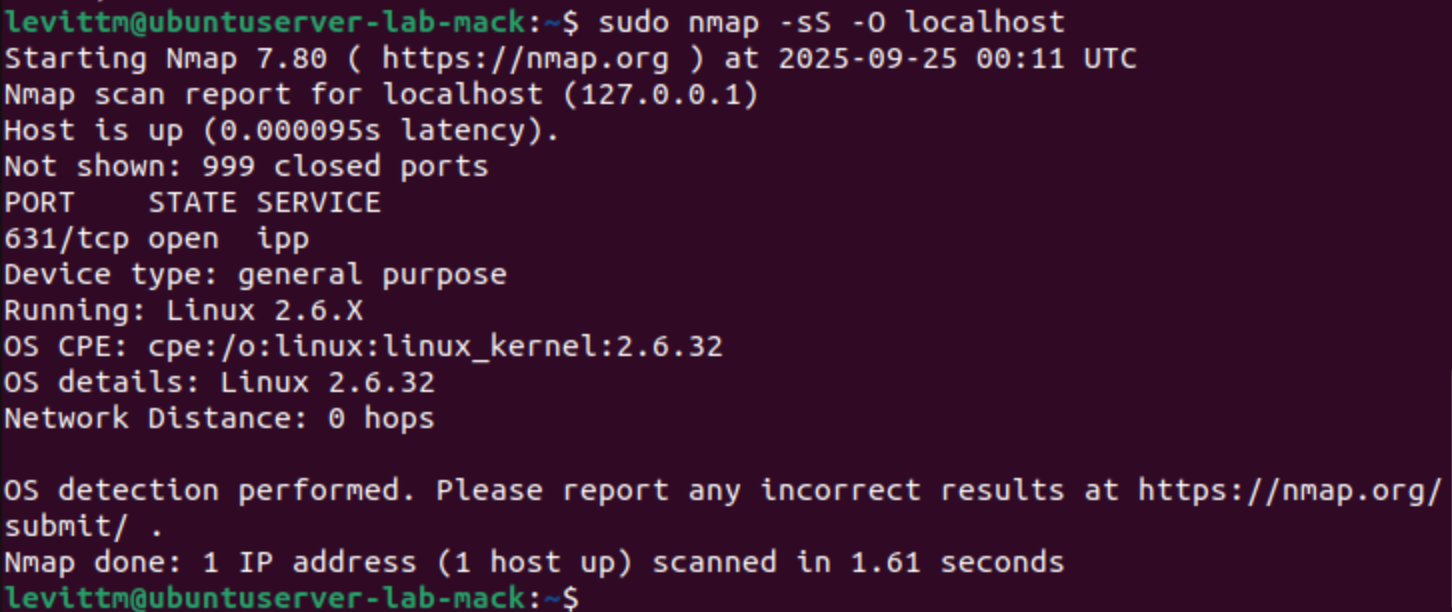 levittm@ubuntuserver-lab-mack:~$ sudo nmap -sS -O localhost
Starting Nmap 7.80 ( https://nmap.org ) at 2025-09-25 00:11 UTC
Nmap scan report for localhost (127.0.0.1)
Host is up (0.000095s latency).
Not shown: 999 closed ports
PORT    STATE SERVICE
631/tcp open  ipp
Device type: general purpose
Running: Linux 2.6.X
OS CPE: cpe:/o:linux:linux_kernel:2.6.32
OS details: Linux 2.6.32
Network Distance: 0 hops

OS detection performed. Please report any incorrect results at https://nmap.org/
submit/ .
Nmap done: 1 IP address (1 host up) scanned in 1.61 seconds
levittm@ubuntuserver-lab-mack:~$